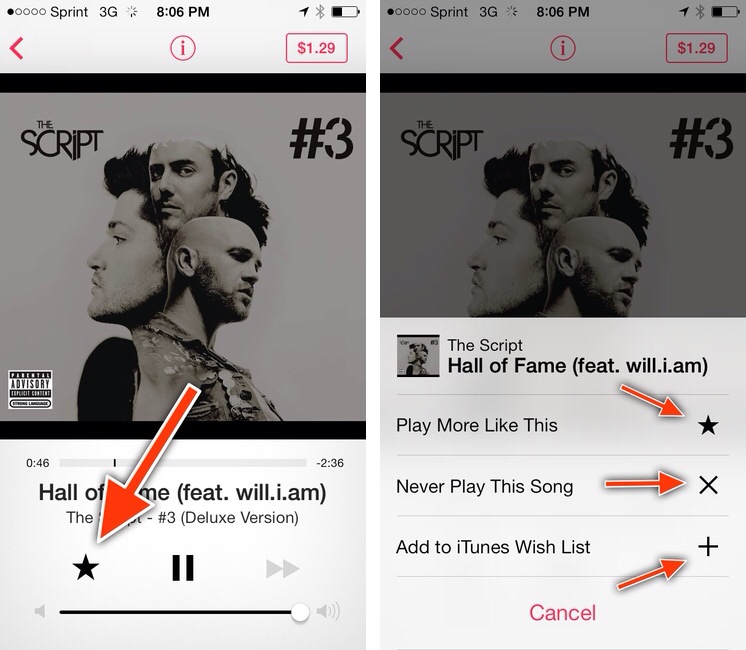 Sprint 3G 8:06 PM
$1.29
THE
SCRIPT
#3
PARENTAL
ADVISORY
EXPLICIT CONTENT
STRONG LANGUAGE
0:46
-2:36
Hall of me (feat. will.i.am)
The S pt - #3 (Deluxe Version)
Sprint 3G 8:06 PM
$1.29
THE
SCRIPT
#3
The Script
Hall of Fame (feat. will.i.am)
Play More Like This
Never Play This Song
Add to iTunes Wish List
Cancel